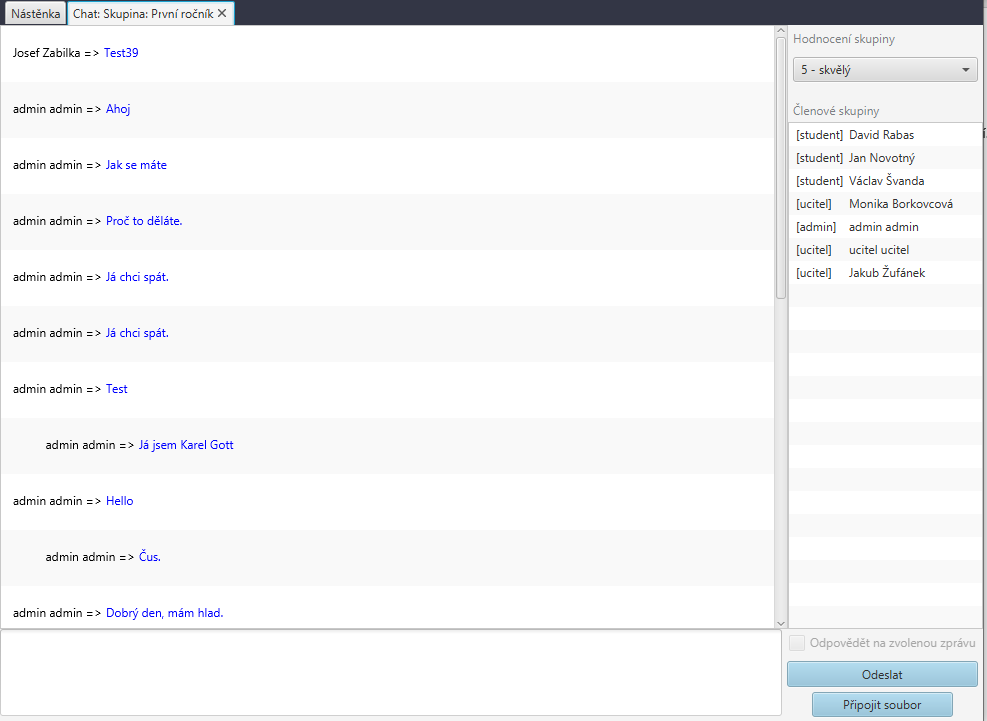 Nástěnka
Chat: Skupina: První ročník
Josef Zabilka => Test39
admin admin => Ahoj
admin admin => Jak se máte
admin admin => Proč to děláte.
admin admin => Já chci spát.
admin admin => Já chci spát.
admin admin => Test
admin admin => Já jsem Karel Gott
admin admin => Hello
admin admin => Čus.
admin admin => Dobrý den, mám hlad.
Hodnocení skupiny
5 - skvělý
Členové skupiny
[student] David Rabas
[student] Jan Novotný
[student] Václav Švanda
[ucitel] Monika Borkovcová
[admin] admin admin
[ucitel] ucitel ucitel
[ucitel] Jakub Žufánek
Odpovědět na zvolenou zprávu
Odeslat
Připojit soubor